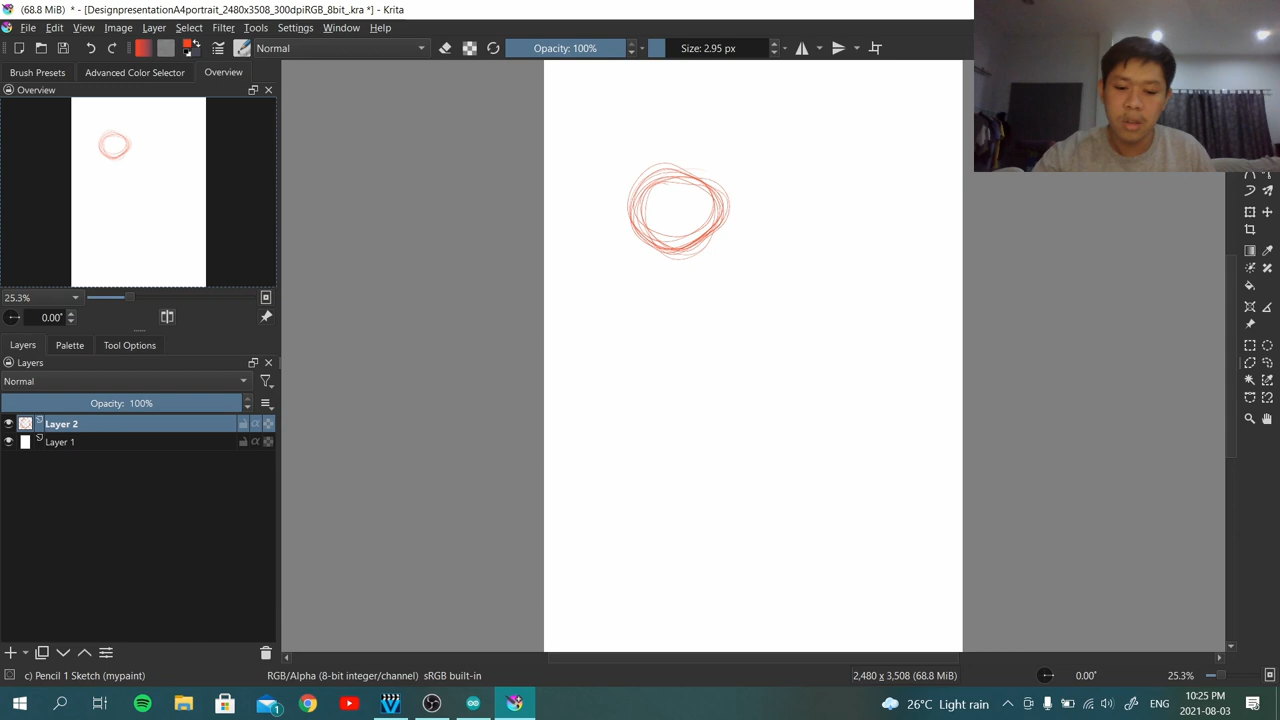 (68.8 MiB) * - [DesignpresentationA4portrait_2480x3508_300dpiRGB_8bit_.kra *] - Krita
File Edit View Image Layer Select Filter Tools Settings Window Help
Normal Opacity: 100% Size: 2.95 px
Brush Presets Advanced Color Selector Overview
Overview
25.3%
0.00°
Layers Palette Tool Options
Layers
Normal
Opacity: 100%
Layer 2
Layer 1
c) Pencil 1 Sketch (mypaint) RGB/Alpha (8-bit integer/channel) sRGB built-in 2,480 x 3,508 (68.8 MiB) 0.00° 25.3%
26°C Light rain ENG 10:25 PM 2021-08-03